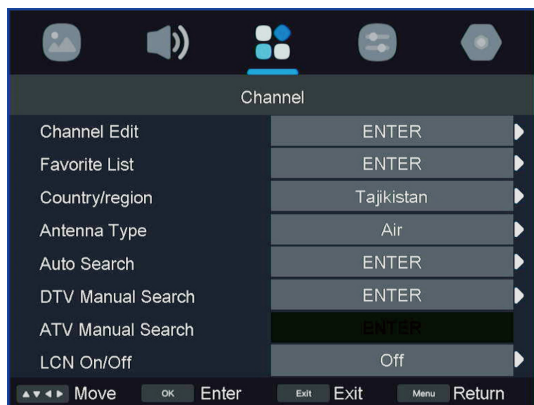 Channel
Channel Edit ENTER
Favorite List ENTER
Country/region Tajikistan
Antenna Type Air
Auto Search ENTER
DTV Manual Search ENTER
ATV Manual Search ENTER
LCN On/Off Off
OK Exit Menu
Move Enter Exit Return